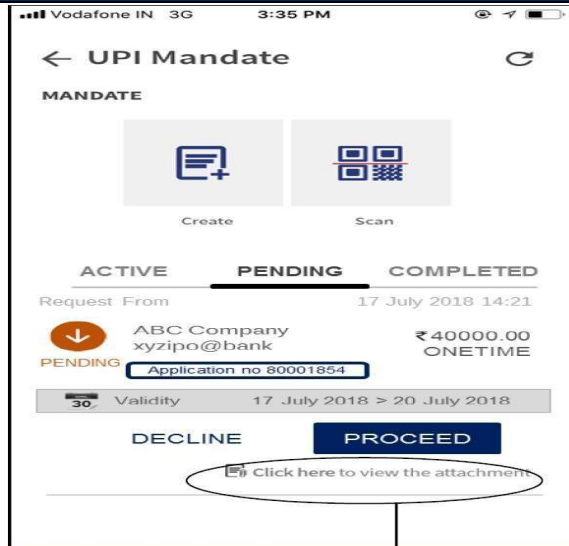 Vodafone IN 3G 3:35 PM
← UPI Mandate
MANDATE
Create Scan
ACTIVE PENDING COMPLETED
Request From 17 July 2018 14:21
ABC Company ₹40000.00
xyzipo@bank ONETIME
PENDING Application no 80001854
30 Validity 17 July 2018 > 20 July 2018
DECLINE PROCEED
Click here to view the attachment